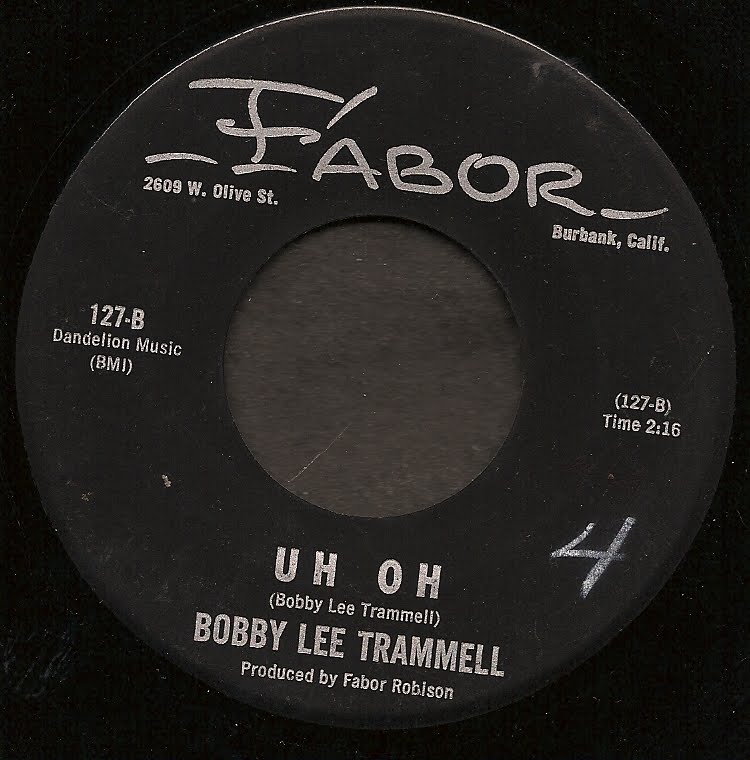 FABOR
2609 W. Olive St.
Burbank, Calif.
127-B
Dandelion Music
(BMI)
(127-B)
Time 2:16
4
UH OH
(Bobby Lee Trammell)
BOBBY LEE TRAMMELL
Produced by Fabor Robison